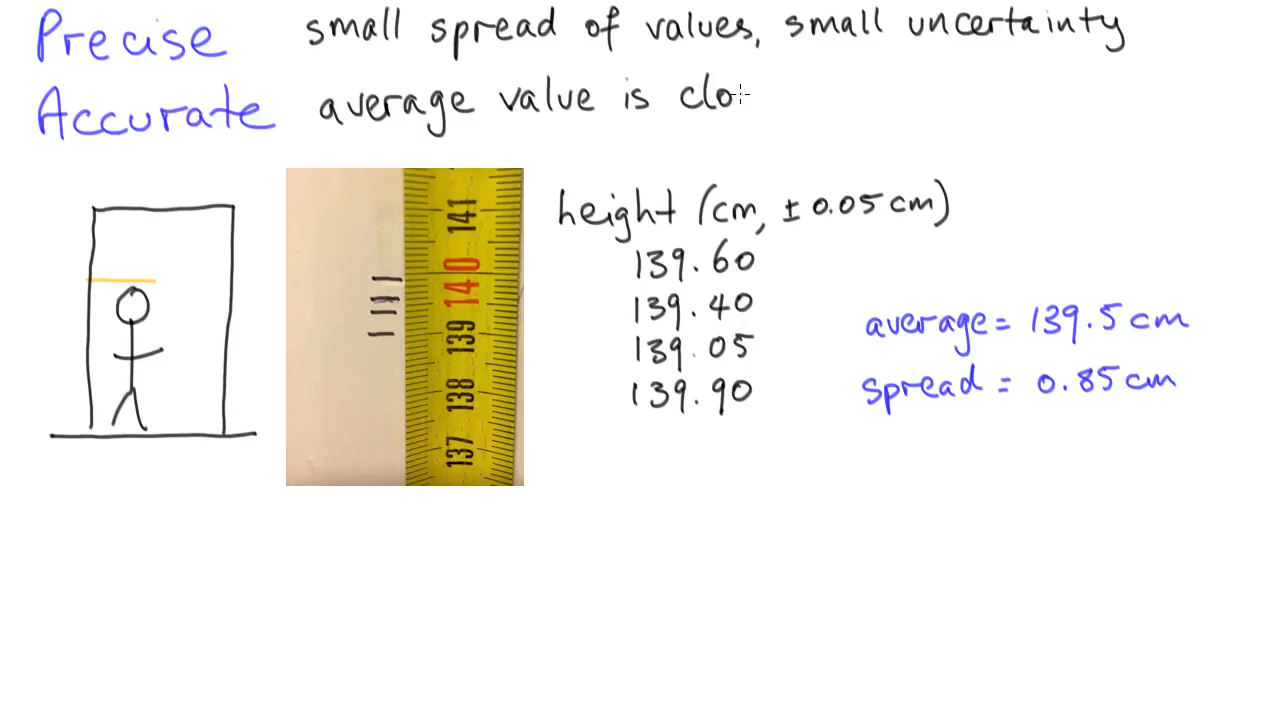 Precise small spread of values, small uncertainty
Accurate average value is clo
height (cm, ± 0.05 cm)
139.60
139.40
139.05
139.90
average = 139.5 cm
spread = 0.85 cm
141
140
139
138
137